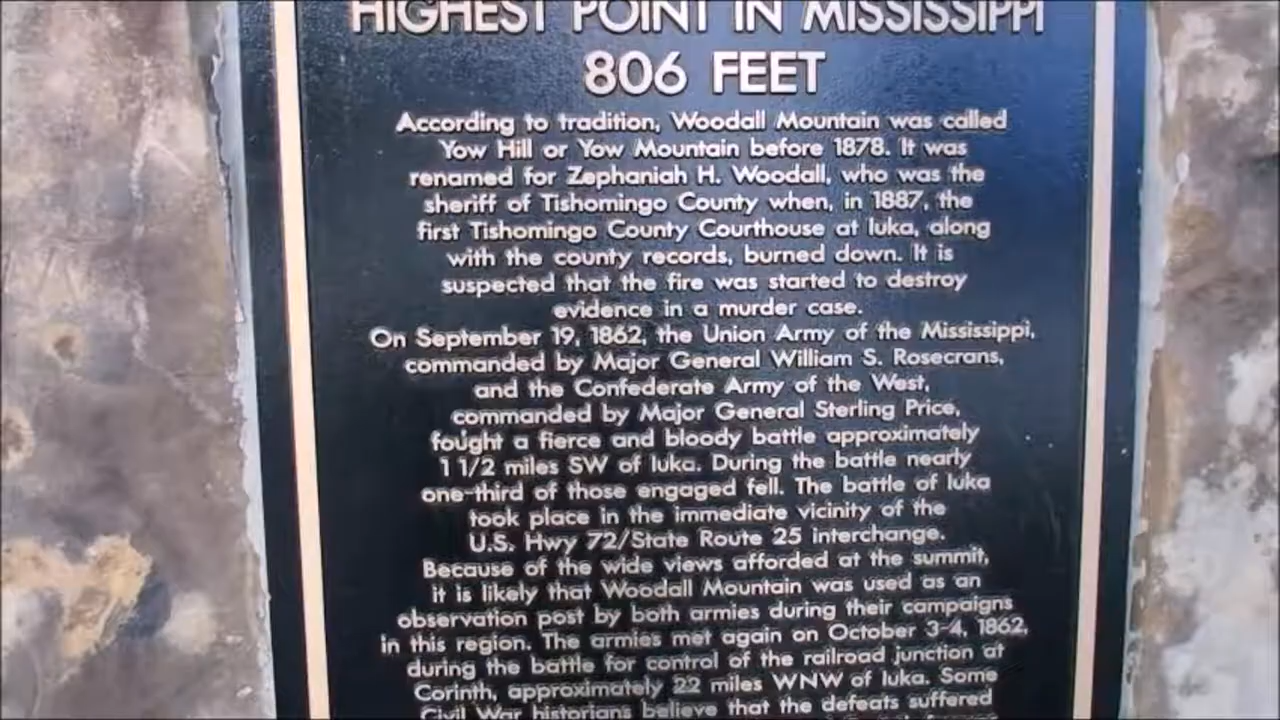 HIGHEST POINT IN MISSISSIPPI
806 FEET
According to tradition, Woodall Mountain was called
Yow Hill or Yow Mountain before 1878. It was
renamed for Zephaniah H. Woodall, who was the
sheriff of Tishomingo County when, in 1887, the
first Tishomingo County Courthouse at Iuka, along
with the county records, burned down. It is
suspected that the fire was started to destroy
evidence in a murder case.
On September 19, 1862, the Union Army of the Mississippi,
commanded by Major General William S. Rosecrans,
and the Confederate Army of the West,
commanded by Major General Sterling Price,
fought a fierce and bloody battle approximately
1 1/2 miles SW of Iuka. During the battle nearly
one-third of those engaged fell. The battle of Iuka
took place in the immediate vicinity of the
U.S. Hwy 72/State Route 25 interchange.
Because of the wide views afforded at the summit,
it is likely that Woodall Mountain was used as an
observation post by both armies during their campaigns
in this region. The armies met again on October 3-4, 1862,
during the battle for control of the railroad junction at
Corinth, approximately 22 miles WNW of Iuka. Some
Civil War historians believe that the defeats suffered